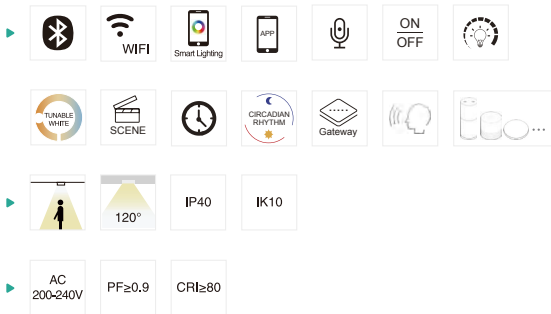 WIFI
Smart Lighting
APP
ON
OFF
TUNABLE
WHITE
SCENE
CIRCADIAN
RHYTHM
Gateway
...
120°
IP40
IK10
AC
200-240V
PF≥0.9
CRI≥80